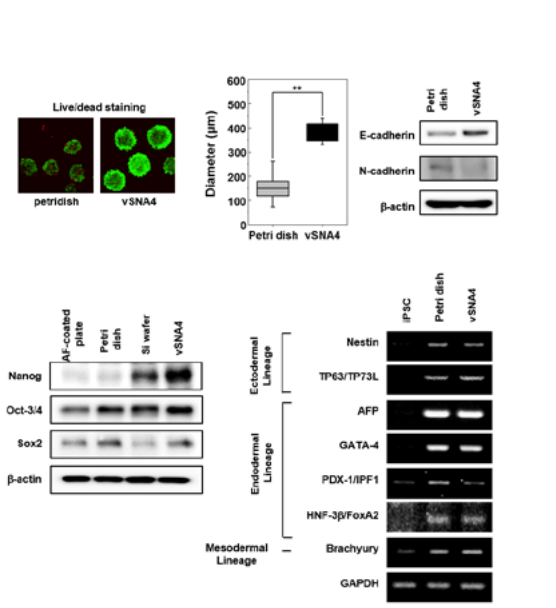 Live/dead staining
petridish
vSNA4
Diameter (μm)
600
500
400
300
200
100
0
**
Petri dish
vSNA4
Petri
dish
vSNA4
E-cadherin
N-cadherin
β-actin
AF-coated
plate
Petri
dish
Si wafer
vSNA4
Nanog
Oct-3/4
Sox2
β-actin
iPSC
Petri dish
vSNA4
Ectodermal
Lineage
Nestin
TP63/TP73L
Endodermal
Lineage
AFP
GATA-4
PDX-1/IPF1
HNF-3β/FoxA2
Mesodermal
Lineage
Brachyury
GAPDH